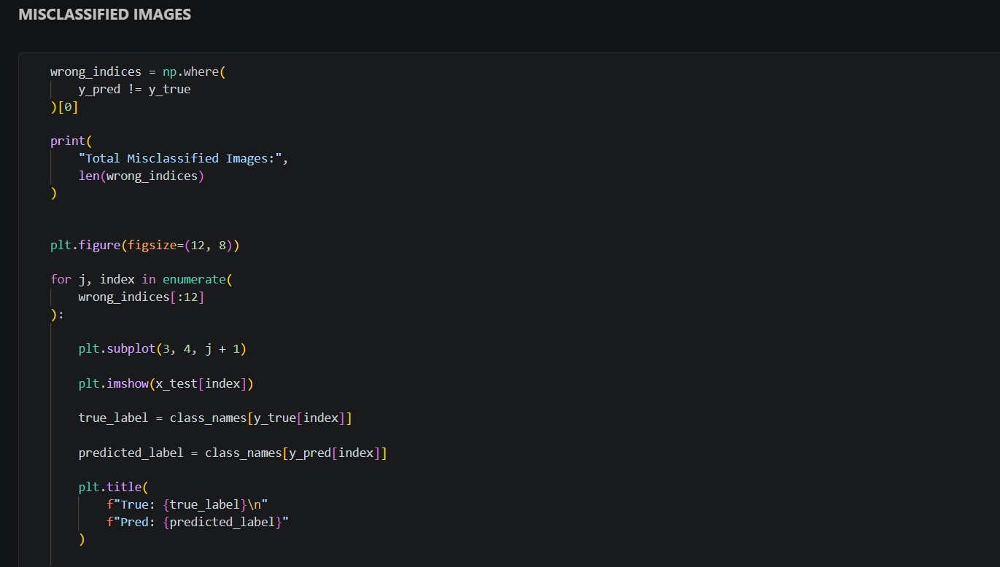 MISCLASSIFIED IMAGES
wrong_indices = np.where(
    y_pred != y_true
)[0]
print(
    "Total Misclassified Images:",
    len(wrong_indices)
)
plt.figure(figsize=(12, 8))
for j, index in enumerate(
    wrong_indices[:12]
):
    plt.subplot(3, 4, j + 1)
    plt.imshow(x_test[index])
    true_label = class_names[y_true[index]]
    predicted_label = class_names[y_pred[index]]
    plt.title(
        f"True: {true_label}\n"
        f"Pred: {predicted_label}"
    )